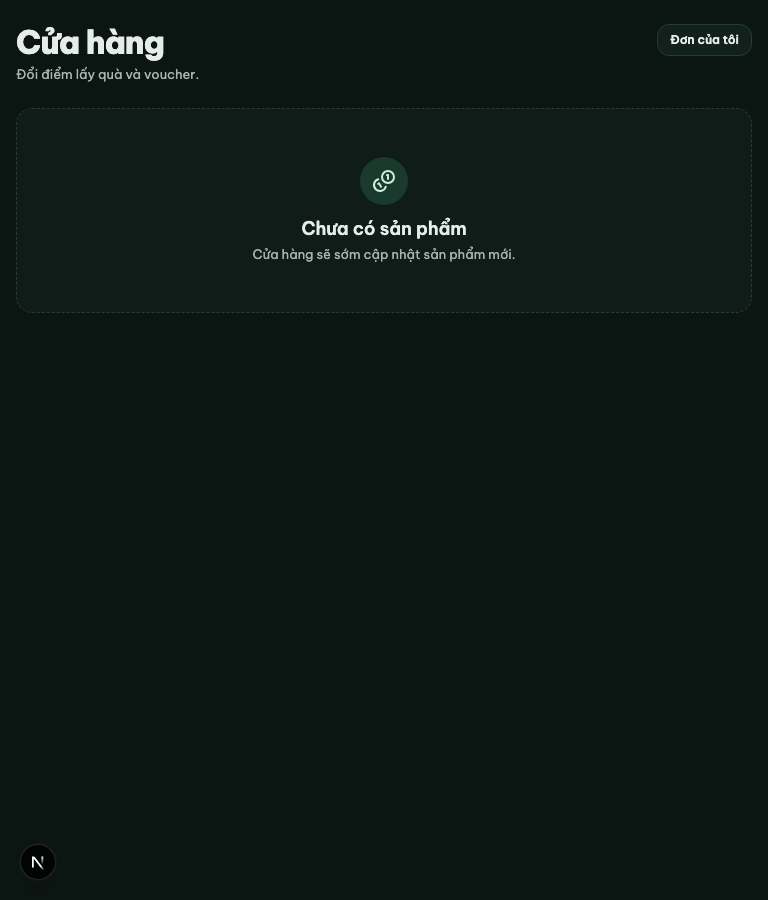 Cửa hàng
Đơn của tôi
Đổi điểm lấy quà và voucher.
Chưa có sản phẩm
Cửa hàng sẽ sớm cập nhật sản phẩm mới.
N